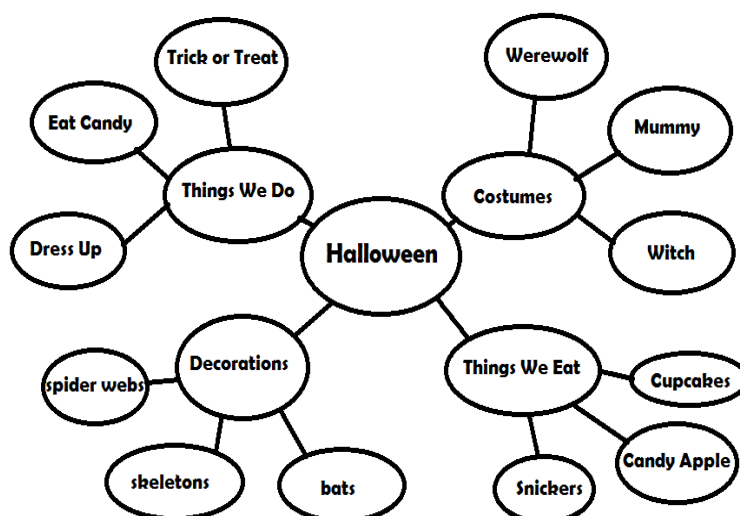 Trick or Treat
Werewolf
Eat Candy
Mummy
Things We Do
Costumes
Dress Up
Halloween
Witch
Decorations
Things We Eat
spider webs
Cupcakes
Candy Apple
skeletons
bats
Snickers